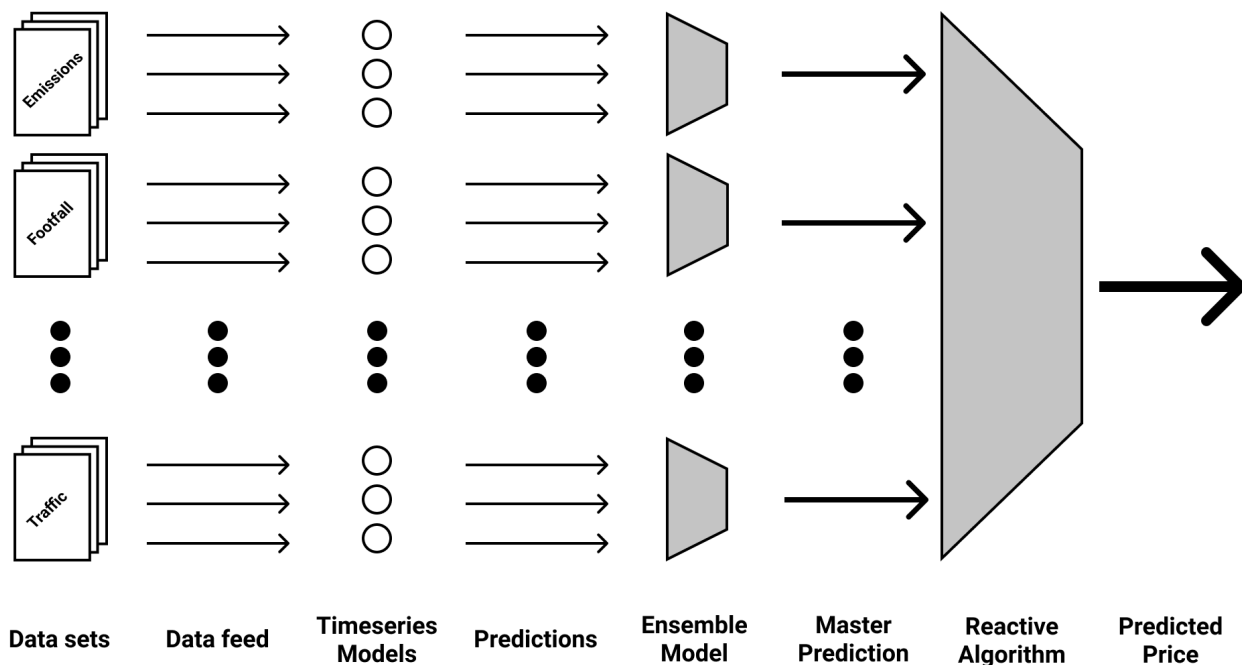 Emissions
Footfall
Traffic
Data sets
Data feed
Timeseries
Models
Predictions
Ensemble
Model
Master
Prediction
Reactive
Algorithm
Predicted
Price